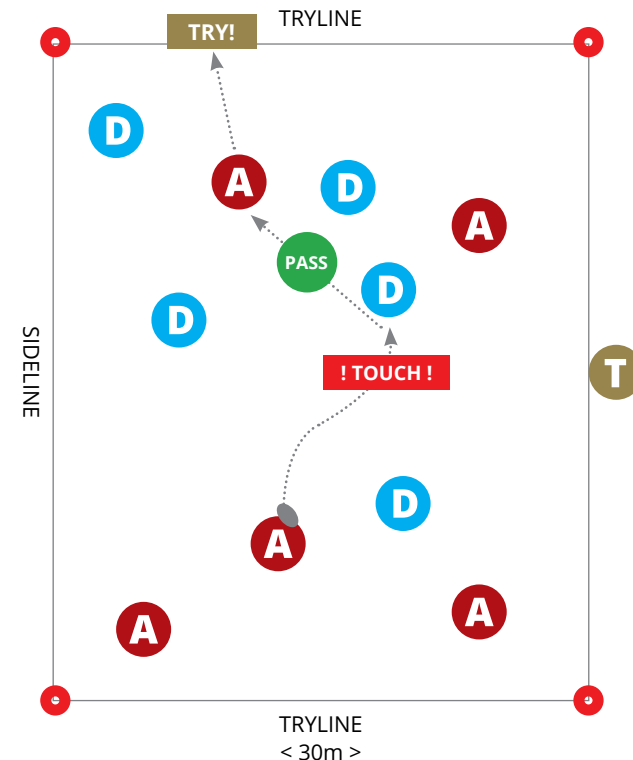 TRYLINE
TRY!
D
A
D
A
PASS
D
D
SIDELINE
! TOUCH !
T
D
A
A
A
TRYLINE
< 30m >